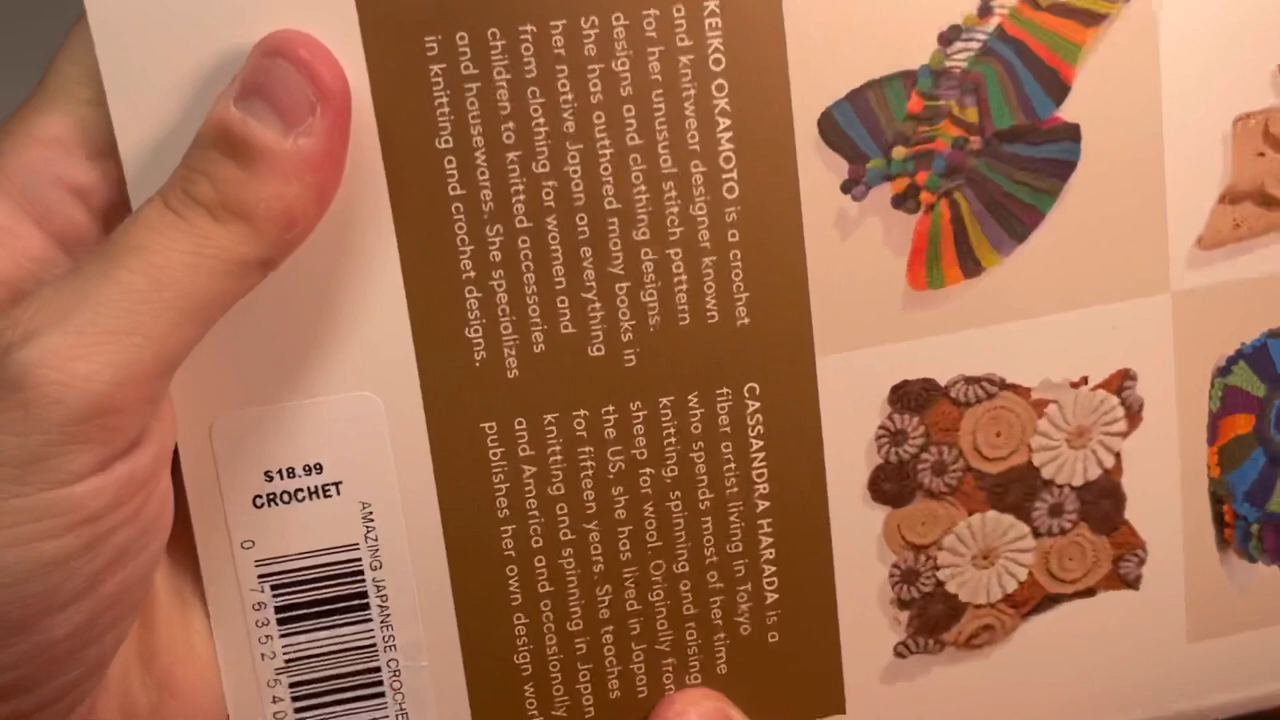 KEIKO OKAMOTO is a crochet
and knitwear designer known
for her unusual stitch pattern
designs and clothing designs.
She has authored many books in
her native Japan on everything
from clothing for women and
children to knitted accessories
and housewares. She specializes
in knitting and crochet designs.
CASSANDRA HARADA is a
fiber artist living in Tokyo
who spends most of her time
knitting, spinning and raising
sheep for wool. Originally from
the US, she has lived in Japan
for fifteen years. She teaches
knitting and spinning in Japan
and America and occasionally
publishes her own design wor
$18.99
CROCHET
AMAZING JAPANESE CROCHE
0 76352 540